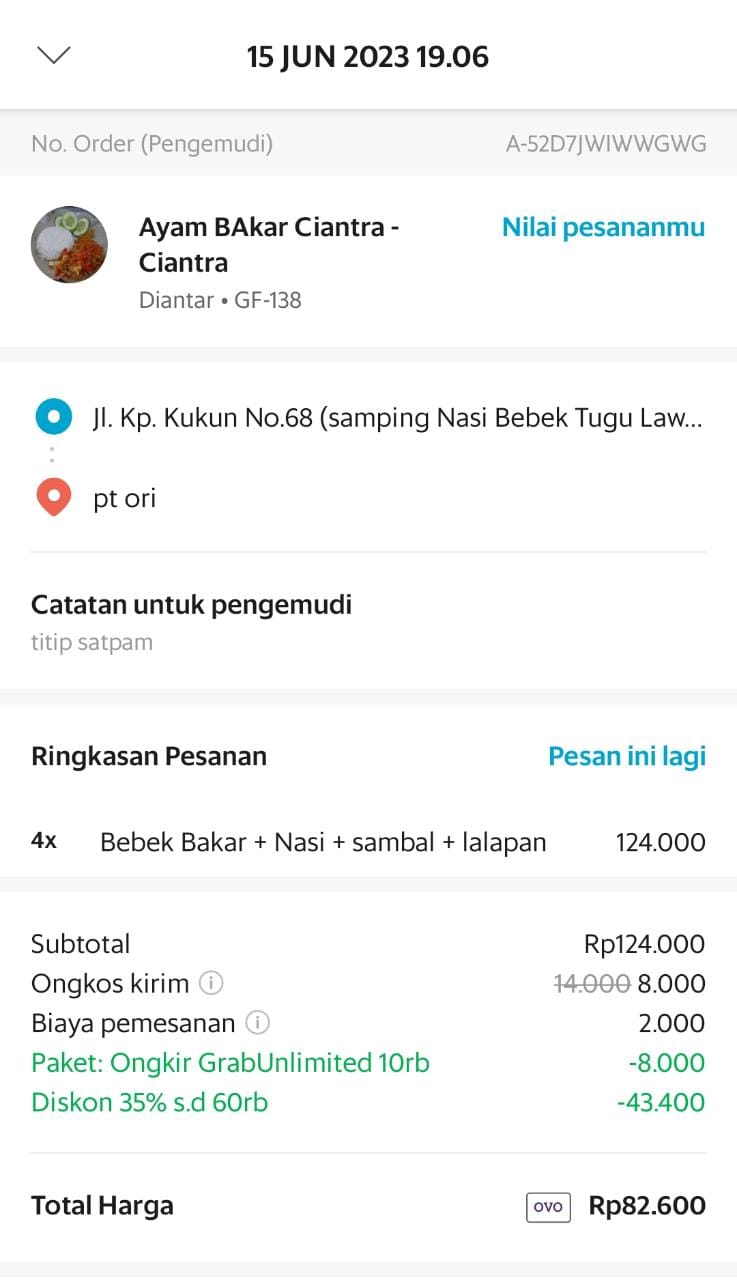 15 JUN 2023 19.06
No. Order (Pengemudi) A-52D7JWIWWGWG
Ayam BAkar Ciantra - Nilai pesananmu
Ciantra
Diantar • GF-138
Jl. Kp. Kukun No.68 (samping Nasi Bebek Tugu Law...
pt ori
Catatan untuk pengemudi
titip satpam
Ringkasan Pesanan Pesan ini lagi
4x Bebek Bakar + Nasi + sambal + lalapan 124.000
Subtotal Rp124.000
Ongkos kirim 14.000 8.000
Biaya pemesanan 2.000
Paket: Ongkir GrabUnlimited 10rb -8.000
Diskon 35% s.d 60rb -43.400
Total Harga OVO Rp82.600